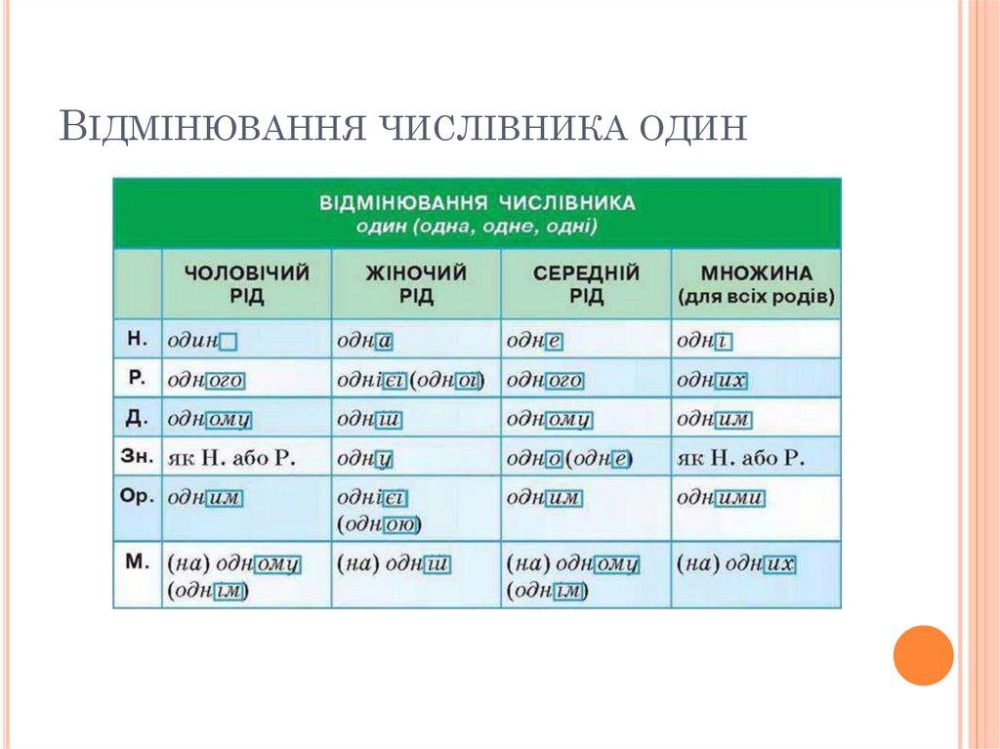 Відмінювання числівника один
ВІДМІНЮВАННЯ ЧИСЛІВНИКА
один (одна, одне, одні)
ЧОЛОВІЧИЙ РІД ЖІНОЧИЙ РІД СЕРЕДНІЙ РІД МНОЖИНА (для всіх родів)
Н. один одна одне одні
Р. одного однієї (одної) одного одних
Д. одному одній одному одним
Зн. як Н. або Р. одну одно (одне) як Н. або Р.
Ор. одним однієї (одною) одним одними
М. (на) одному (однім) (на) одній (на) одному (однім) (на) одних